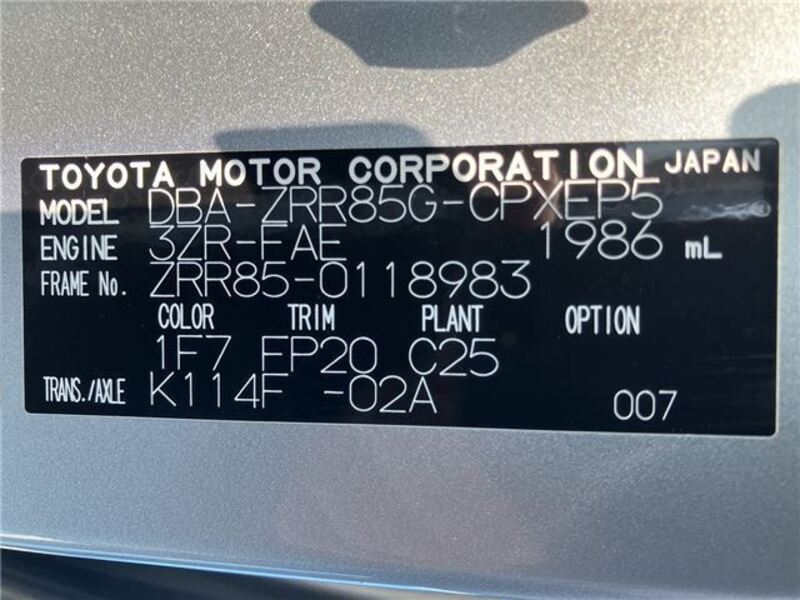 TOYOTA MOTOR CORPORATION JAPAN
MODEL DBA-ZRR85G-CPXEP5
ENGINE 3ZR-FAE 1986 mL
FRAME No. ZRR85-0118983
COLOR TRIM PLANT OPTION
1F7 EP20 C25
TRANS./AXLE K114F -02A 007